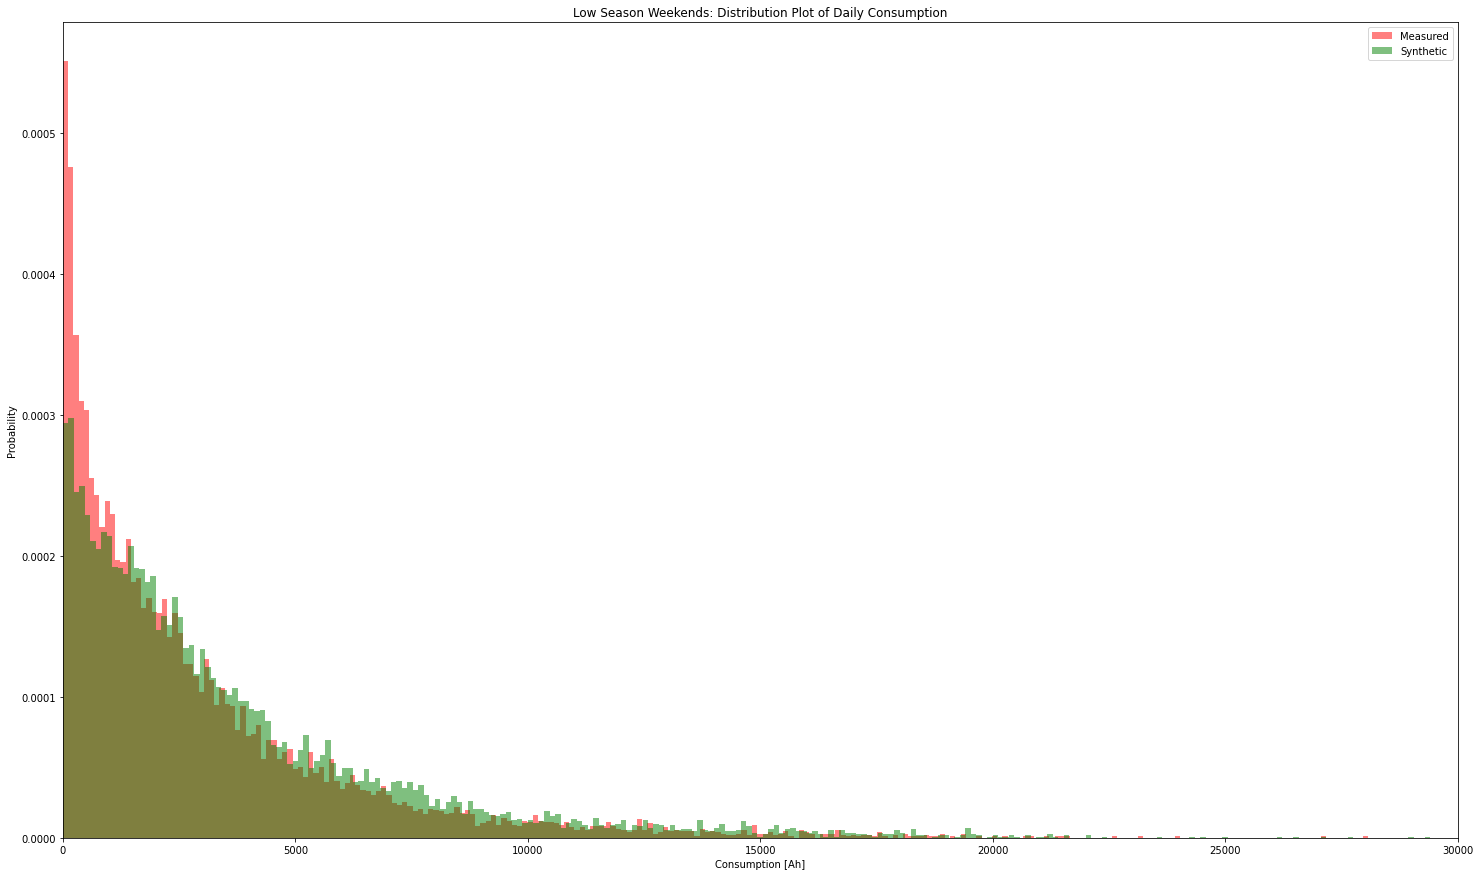 Low Season Weekends: Distribution Plot of Daily Consumption
Measured
Synthetic
0.0005
0.0004
0.0003
0.0002
0.0001
0.0000
Probability
0 5000 10000 15000 20000 25000 30000
Consumption [Ah]